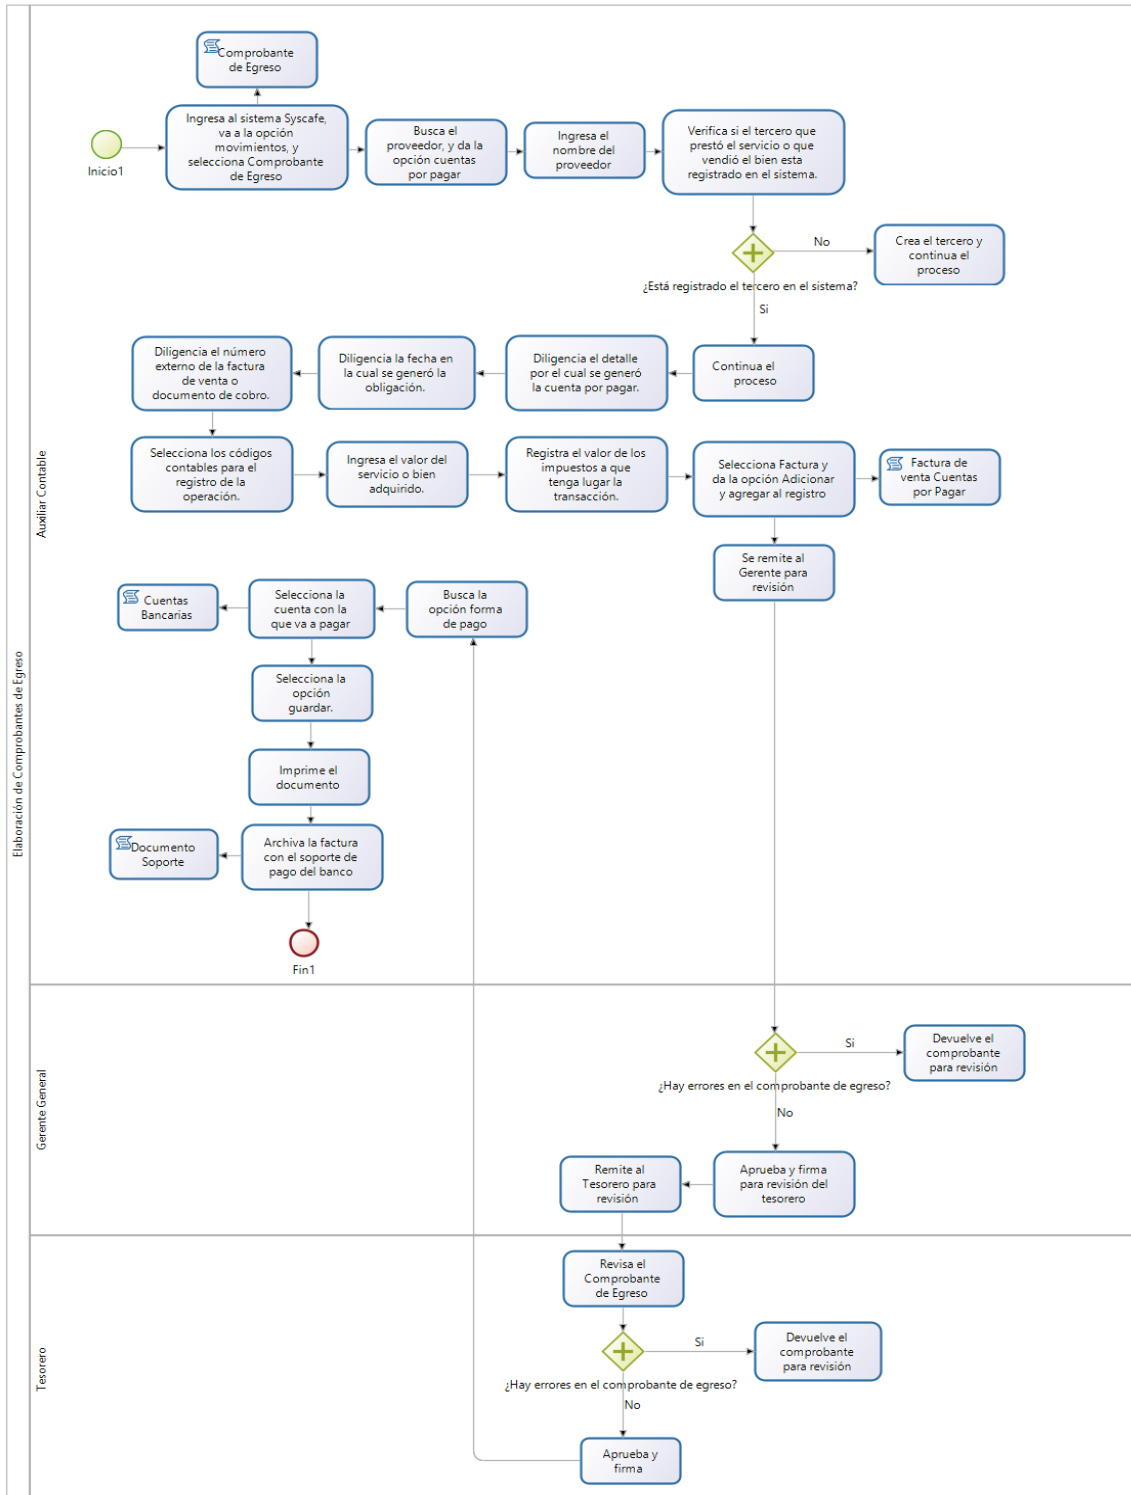 Elaboración de Comprobantes de Egreso
Auxiliar Contable
Comprobante
de Egreso
Inicio1
Ingresa al sistema Syscafe,
va a la opción
movimientos, y
selecciona Comprobante
de Egreso
Busca el
proveedor, y da la
opción cuentas
por pagar
Ingresa el
nombre del
proveedor
Verifica si el tercero que
prestó el servicio o que
vendió el bien esta
registrado en el sistema.
No
Crea el tercero y
continua el
proceso
¿Está registrado el tercero en el sistema?
Si
Continua el
proceso
Diligencia el detalle
por el cual se generó
la cuenta por pagar.
Diligencia la fecha en
la cual se generó la
obligación.
Diligencia el número
externo de la factura
de venta o
documento de cobro.
Selecciona los códigos
contables para el
registro de la
operación.
Ingresa el valor del
servicio o bien
adquirido.
Registra el valor de los
impuestos a que
tenga lugar la
transacción.
Selecciona Factura y
da la opción Adicionar
y agregar al registro
Factura de
venta Cuentas
por Pagar
Se remite al
Gerente para
revisión
Busca la
opción forma
de pago
Selecciona la
cuenta con la
que va a pagar
Cuentas
Bancarias
Selecciona la
opción
guardar.
Imprime el
documento
Archiva la factura
con el soporte de
pago del banco
Documento
Soporte
Fin1
Gerente General
Si
Devuelve el
comprobante
para revisión
¿Hay errores en el comprobante de egreso?
No
Aprueba y firma
para revisión del
tesorero
Remite al
Tesorero para
revisión
Tesorero
Revisa el
Comprobante
de Egreso
Si
Devuelve el
comprobante
para revisión
¿Hay errores en el comprobante de egreso?
No
Aprueba y
firma